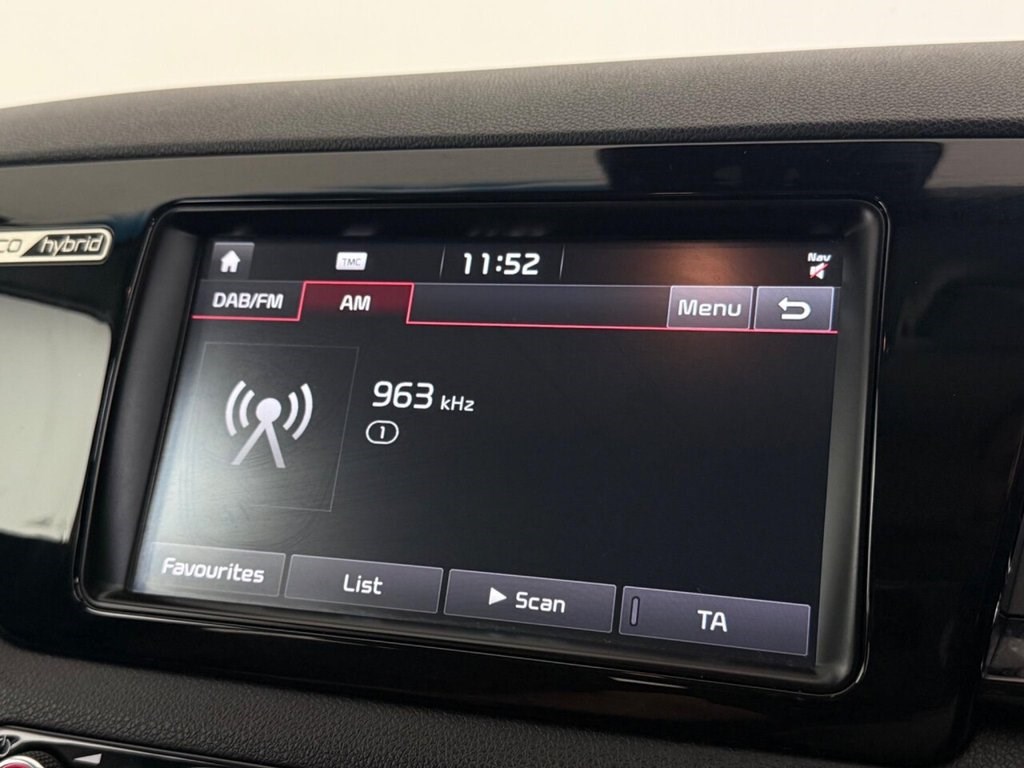 co hybrid
TMC
11:52
Nav
DAB/FM
AM
Menu
963 kHz
1
Favourites
List
Scan
TA